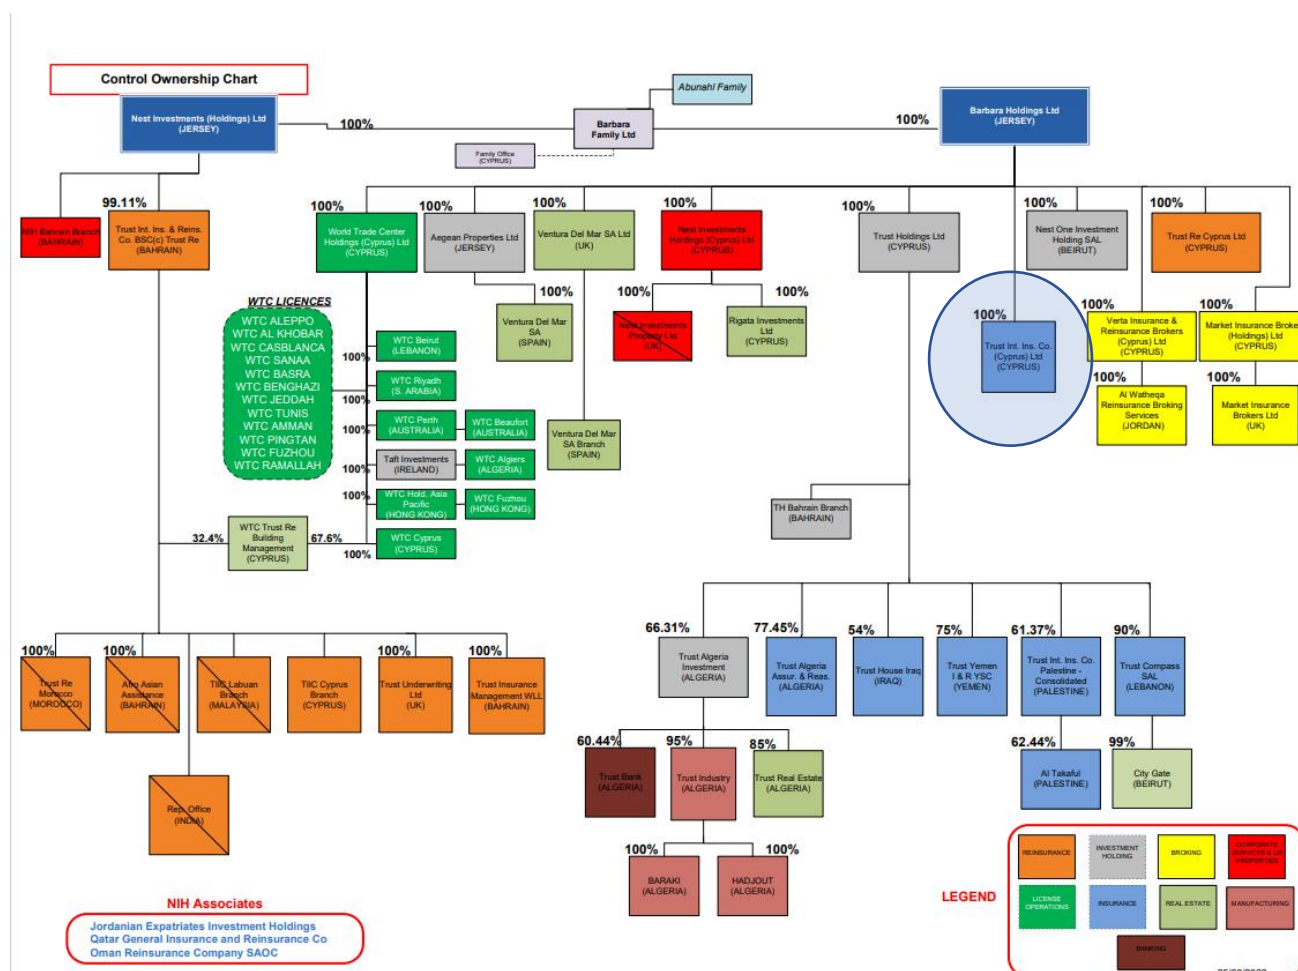 Control Ownership Chart
Abunahl Family
Nest Investments (Holdings) Ltd
(JERSEY)
100%
Barbara
Family Ltd
100%
Barbara Holdings Ltd
(JERSEY)
Family Office
(CYPRUS)
NIH Bahrain Branch
(BAHRAIN)
99.11%
Trust Int. Ins. & Reins.
Co. BSC(c) Trust Re
(BAHRAIN)
100%
World Trade Center
Holdings (Cyprus) Ltd
(CYPRUS)
100%
Aegean Properties Ltd
(JERSEY)
100%
Ventura Del Mar SA Ltd
(UK)
100%
Nest Investments
Holdings (Cyprus) Ltd
(CYPRUS)
100%
Trust Holdings Ltd
(CYPRUS)
100%
Nest One Investment
Holding SAL
(BEIRUT)
100%
Trust Re Cyprus Ltd
(CYPRUS)
100%
Ventura Del Mar
SA
(SPAIN)
100%
Nest Investments
Property Ltd
(UK)
100%
Rigata Investments
Ltd
(CYPRUS)
100%
Trust Int. Ins. Co.
(Cyprus) Ltd
(CYPRUS)
100%
Verta Insurance &
Reinsurance Brokers
(Cyprus) Ltd
(CYPRUS)
100%
Market Insurance Broke
(Holdings) Ltd
(CYPRUS)
100%
Al Watheqa
Reinsurance Broking
Services
(JORDAN)
100%
Market Insurance
Brokers Ltd
(UK)
WTC LICENCES
WTC ALEPPO
WTC AL KHOBAR
WTC CASBLANCA
WTC SANAA
WTC BASRA
WTC BENGHAZI
WTC JEDDAH
WTC TUNIS
WTC AMMAN
WTC PINGTAN
WTC FUZHOU
WTC RAMALLAH
100%
WTC Beirut
(LEBANON)
100%
WTC Riyadh
(S. ARABIA)
100%
WTC Perth
(AUSTRALIA)
WTC Beaufort
(AUSTRALIA)
100%
Taft Investments
(IRELAND)
WTC Algiers
(ALGERIA)
100%
WTC Hold. Asia
Pacific
(HONG KONG)
WTC Fuzhou
(HONG KONG)
100%
WTC Cyprus
(CYPRUS)
Ventura Del Mar
SA Branch
(SPAIN)
32.4%
WTC Trust Re
Building
Management
(CYPRUS)
67.6%
TH Bahrain Branch
(BAHRAIN)
100%
Trust Re
Morocco
(MOROCCO)
100%
Afro Asian
Assistance
(BAHRAIN)
TIIC Labuan
Branch
(MALAYSIA)
TIIC Cyprus
Branch
(CYPRUS)
100%
Trust Underwriting
Ltd
(UK)
100%
Trust Insurance
Management WLL
(BAHRAIN)
Rep. Office
(INDIA)
66.31%
Trust Algeria
Investment
(ALGERIA)
77.45%
Trust Algeria
Assur. & Reas.
(ALGERIA)
54%
Trust House Iraq
(IRAQ)
75%
Trust Yemen
I & R YSC
(YEMEN)
61.37%
Trust Int. Ins. Co.
Palestine -
Consolidated
(PALESTINE)
90%
Trust Compass
SAL
(LEBANON)
60.44%
Trust Bank
(ALGERIA)
95%
Trust Industry
(ALGERIA)
85%
Trust Real Estate
(ALGERIA)
62.44%
Al Takaful
(PALESTINE)
99%
City Gate
(BEIRUT)
100%
BARAKI
(ALGERIA)
100%
HADJOUT
(ALGERIA)
NIH Associates
Jordanian Expatriates Investment Holdings
Qatar General Insurance and Reinsurance Co
Oman Reinsurance Company SAOC
LEGEND
REINSURANCE
INVESTMENT
HOLDING
BROKING
CORPORATE
SERVICES & UK
PROPERTIES
LICENSE
OPERATIONS
INSURANCE
REAL ESTATE
MANUFACTURING
BANKING